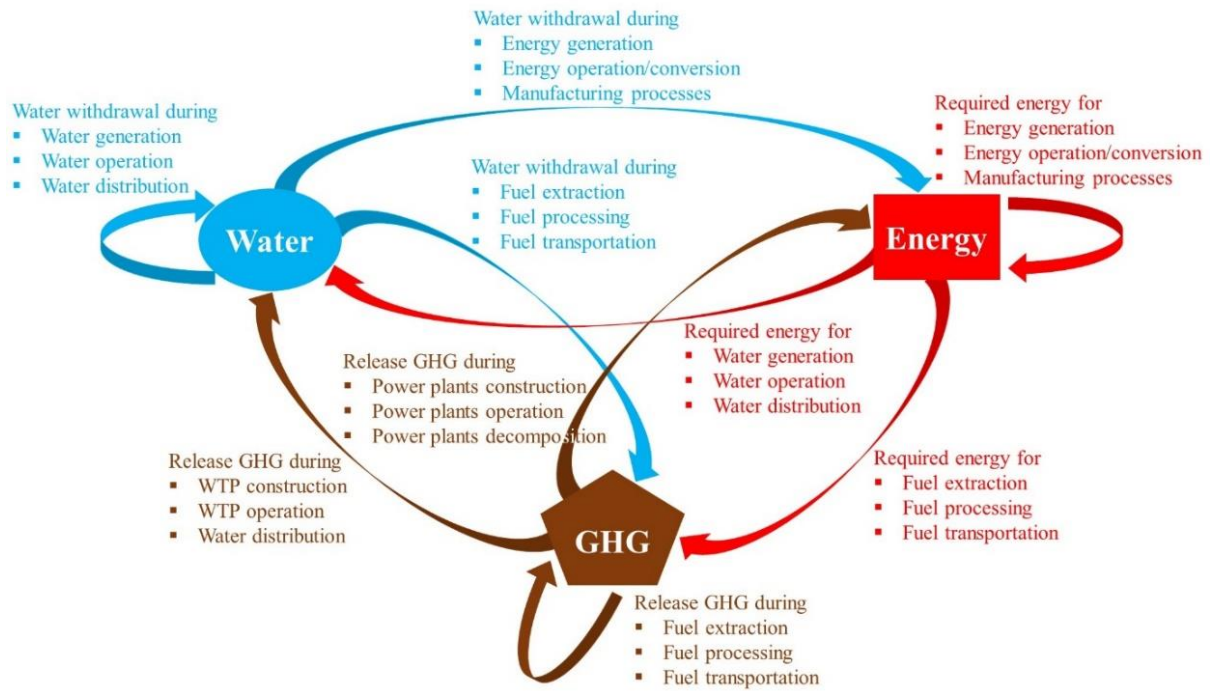 Water withdrawal during
▪ Energy generation
▪ Energy operation/conversion
▪ Manufacturing processes
Water withdrawal during
▪ Water generation
▪ Water operation
▪ Water distribution
Required energy for
▪ Energy generation
▪ Energy operation/conversion
▪ Manufacturing processes
Water withdrawal during
▪ Fuel extraction
▪ Fuel processing
▪ Fuel transportation
Water
Energy
Release GHG during
▪ Power plants construction
▪ Power plants operation
▪ Power plants decomposition
Required energy for
▪ Water generation
▪ Water operation
▪ Water distribution
Release GHG during
▪ WTP construction
▪ WTP operation
▪ Water distribution
Required energy for
▪ Fuel extraction
▪ Fuel processing
▪ Fuel transportation
GHG
Release GHG during
▪ Fuel extraction
▪ Fuel processing
▪ Fuel transportation